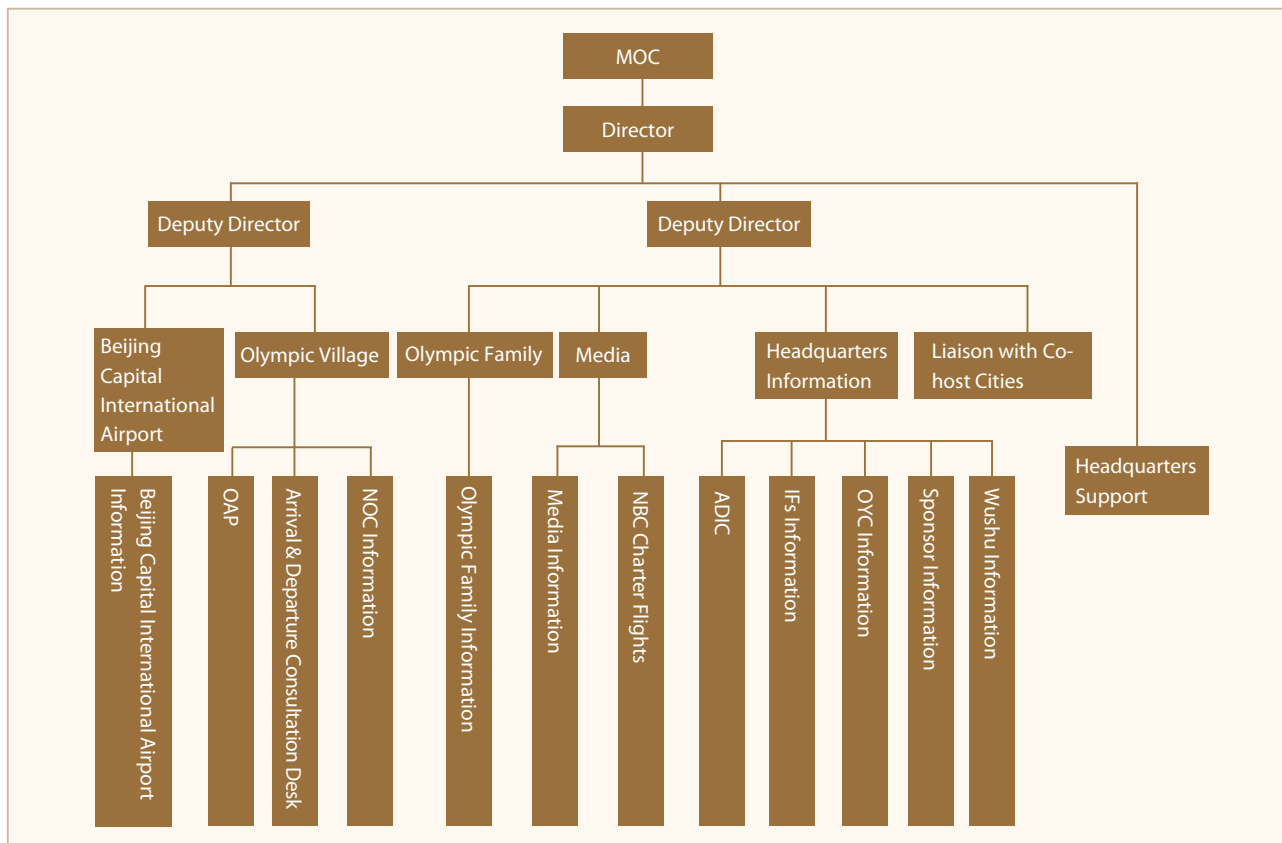 MOC
Director
Deputy Director
Deputy Director
Beijing
Capital
International
Airport
Olympic Village
Olympic Family
Media
Headquarters
Information
Liaison with Co-
host Cities
Headquarters
Support
Beijing Capital International Airport
Information
OAP
Arrival & Departure Consultation Desk
NOC Information
Olympic Family Information
Media Information
NBC Charter Flights
ADIC
IFs Information
OYC Information
Sponsor Information
Wushu Information